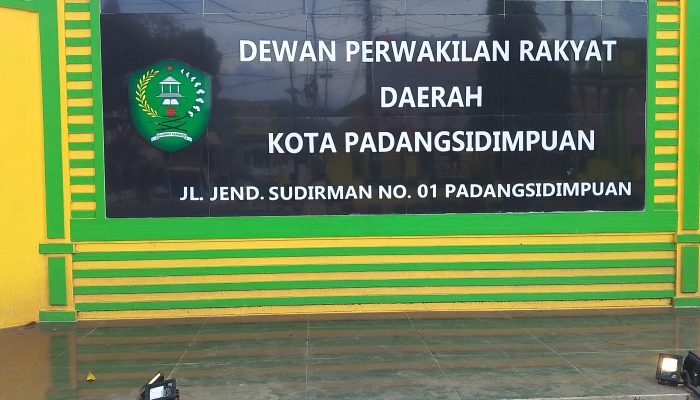 DEWAN PERWAKILAN RAKYAT
DAERAH
KOTA PADANGSIDIMPUAN
JL. JEND. SUDIRMAN NO. 01 PADANGSIDIMPUAN